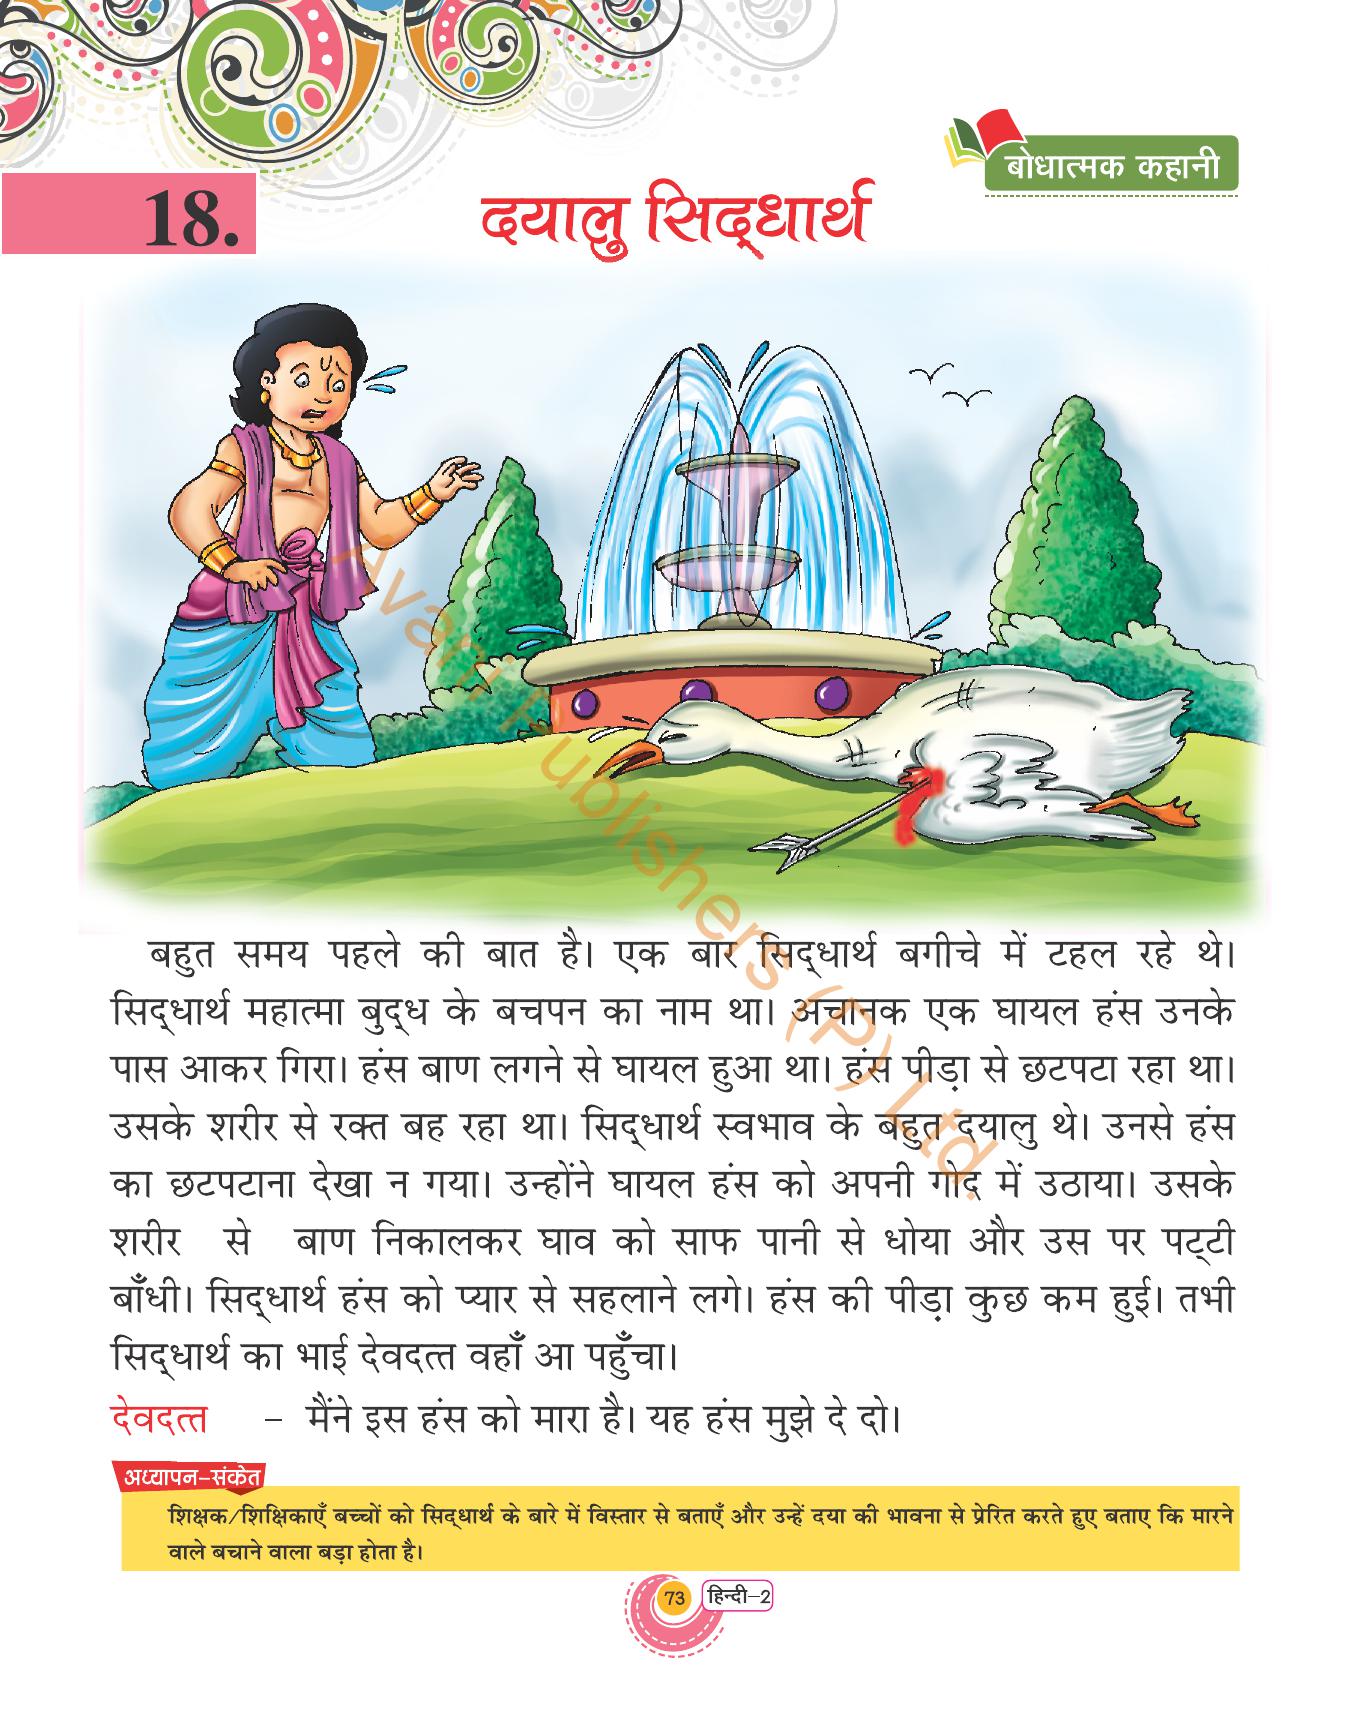 बोधात्मक कहानी
18.
दयालु सिद्धार्थ
बहुत समय पहले की बात है। एक बार सिद्धार्थ बगीचे में टहल रहे थे।
सिद्धार्थ महात्मा बुद्ध के बचपन का नाम था। अचानक एक घायल हंस उनके
पास आकर गिरा। हंस बाण लगने से घायल हुआ था। हंस पीड़ा से छटपटा रहा था।
उसके शरीर से रक्त बह रहा था। सिद्धार्थ स्वभाव के बहुत दयालु थे। उनसे हंस
का छटपटाना देखा न गया। उन्होंने घायल हंस को अपनी गोद में उठाया। उसके
शरीर से बाण निकालकर घाव को साफ पानी से धोया और उस पर पट्टी
बाँधी। सिद्धार्थ हंस को प्यार से सहलाने लगे। हंस की पीड़ा कुछ कम हुई। तभी
सिद्धार्थ का भाई देवदत्त वहाँ आ पहुँचा।
देवदत्त – मैंने इस हंस को मारा है। यह हंस मुझे दे दो।
अध्यापन–संकेत
शिक्षक/शिक्षिकाएँ बच्चों को सिद्धार्थ के बारे में विस्तार से बताएँ और उन्हें दया की भावना से प्रेरित करते हुए बताए कि मारने
वाले बचाने वाला बड़ा होता है।
73 हिन्दी–2
Avani Publishers (P) Ltd.